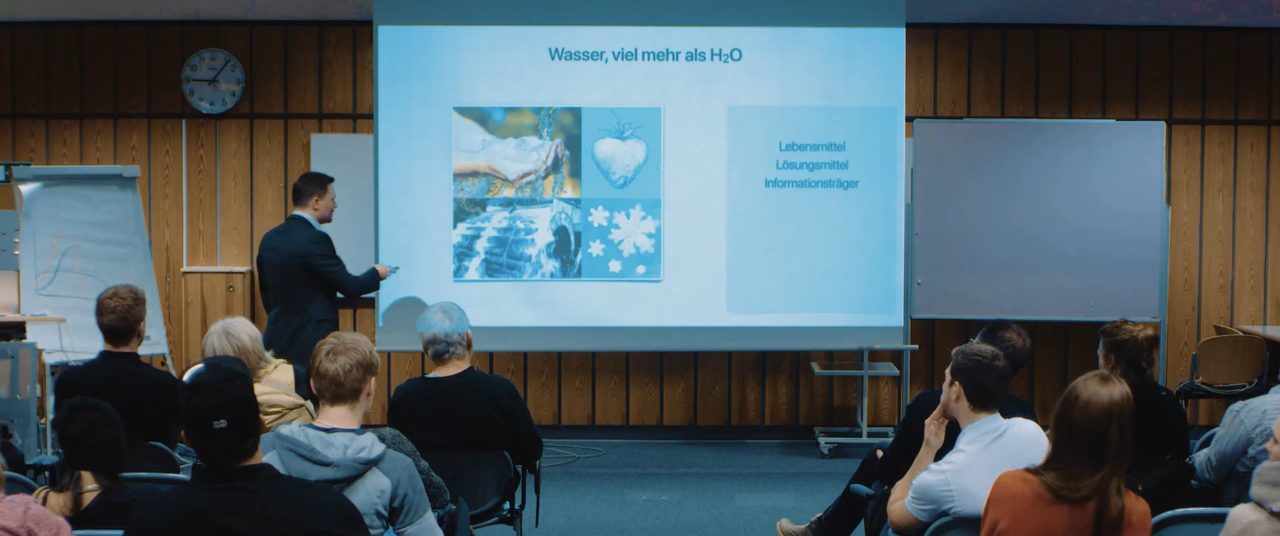 Wasser, viel mehr als H₂O
Lebensmittel
Lösungsmittel
Informationsträger